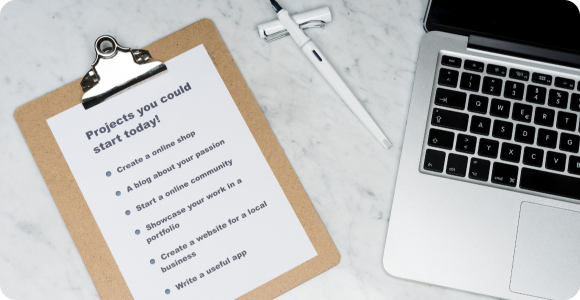 Projects you could
start today!
Create a online shop
A blog about your passion
Start a online community
Showcase your work in a
portfolio
Create a website for a local
business
Write a useful app